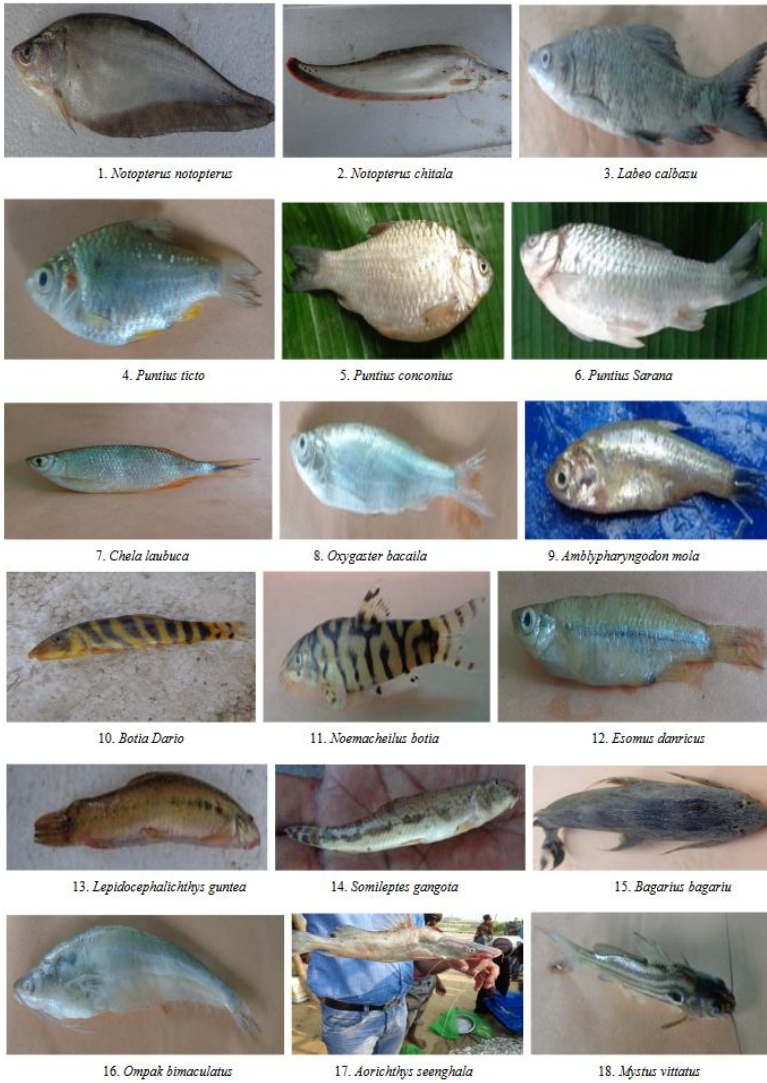 1. Notopterus notopterus
2. Notopterus chitala
3. Labeo calbasu
4. Puntius ticto
5. Puntius conconius
6. Puntius Sarana
7. Chela laubuca
8. Oxygaster bacaila
9. Amblypharyngodon mola
10. Botia Dario
11. Noemacheilus botia
12. Esomus danricus
13. Lepidocephalichthys guntea
14. Somileptes gangota
15. Bagarius bagariu
16. Ompak bimaculatus
17. Aorichthys seenghala
18. Mystus vittatus